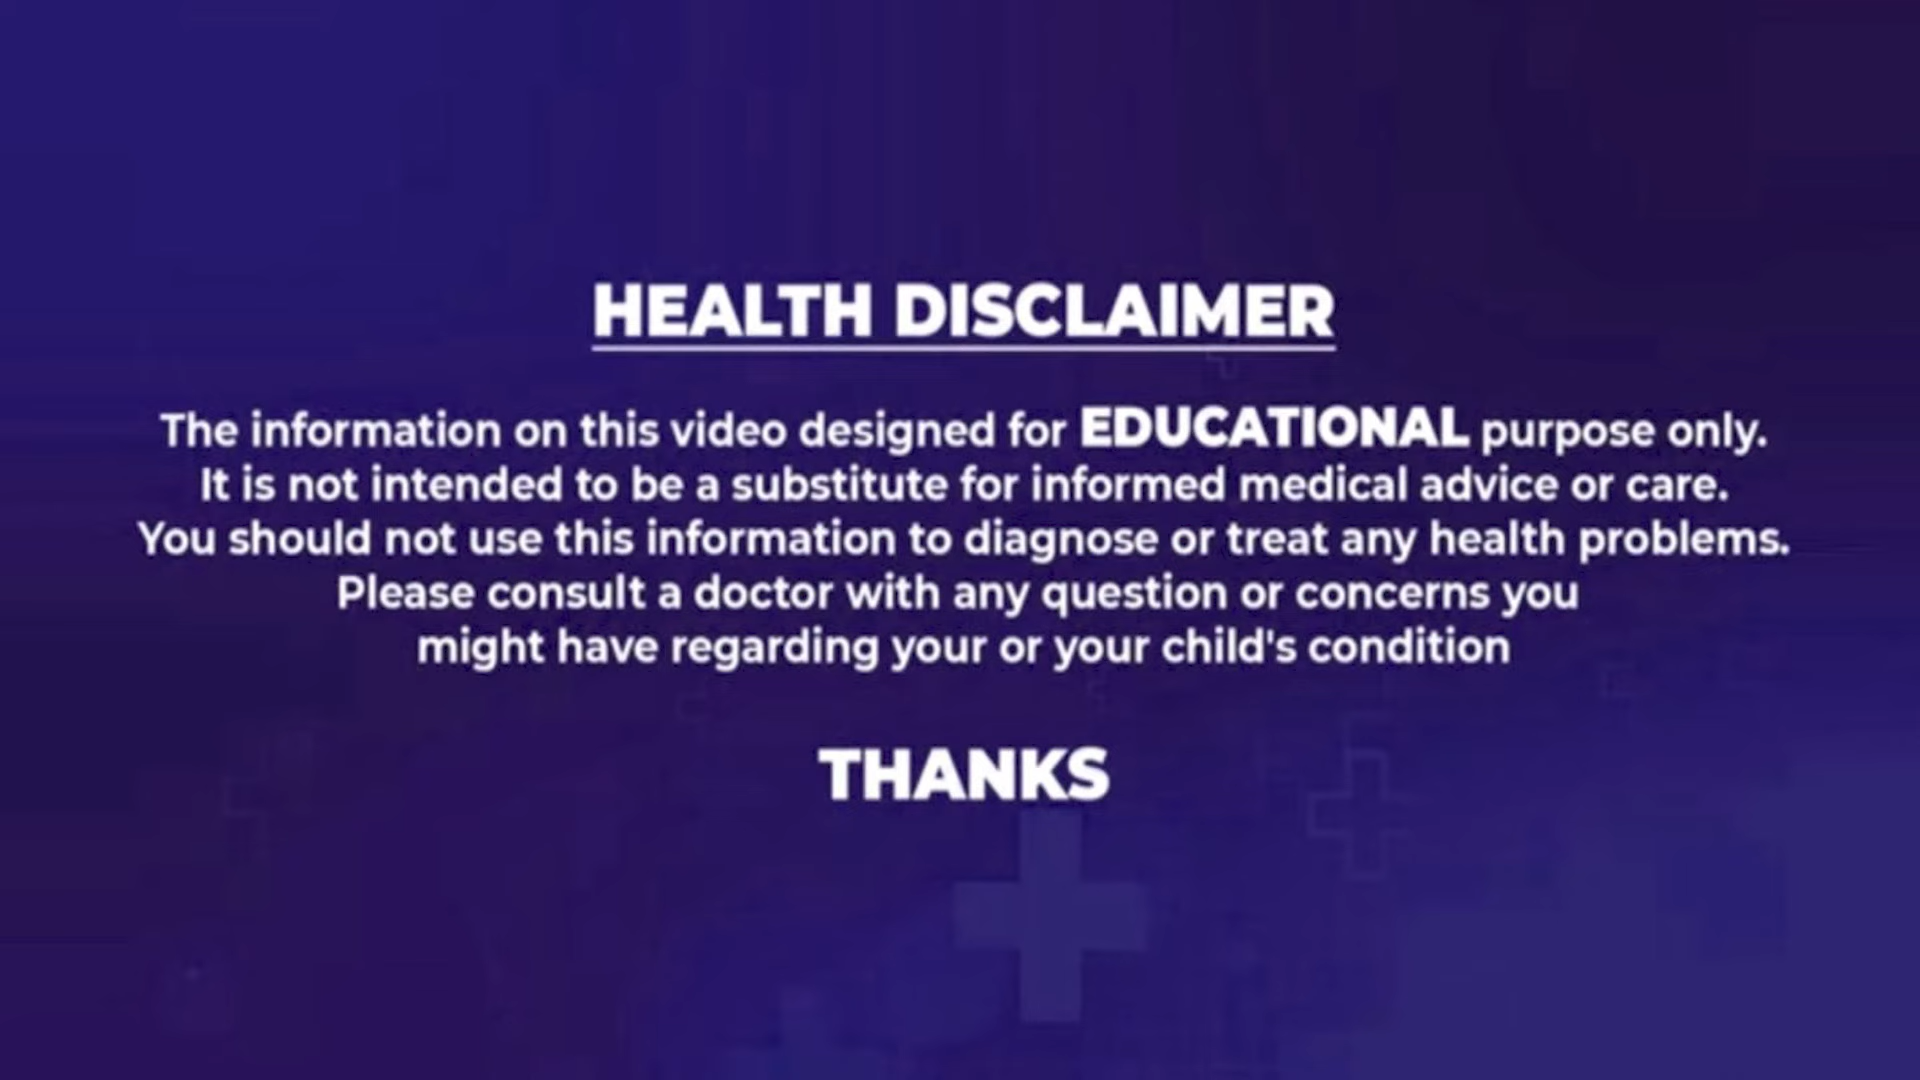 HEALTH DISCLAIMER
The information on this video designed for EDUCATIONAL purpose only.
It is not intended to be a substitute for informed medical advice or care.
You should not use this information to diagnose or treat any health problems.
Please consult a doctor with any question or concerns you
might have regarding your or your child's condition
THANKS